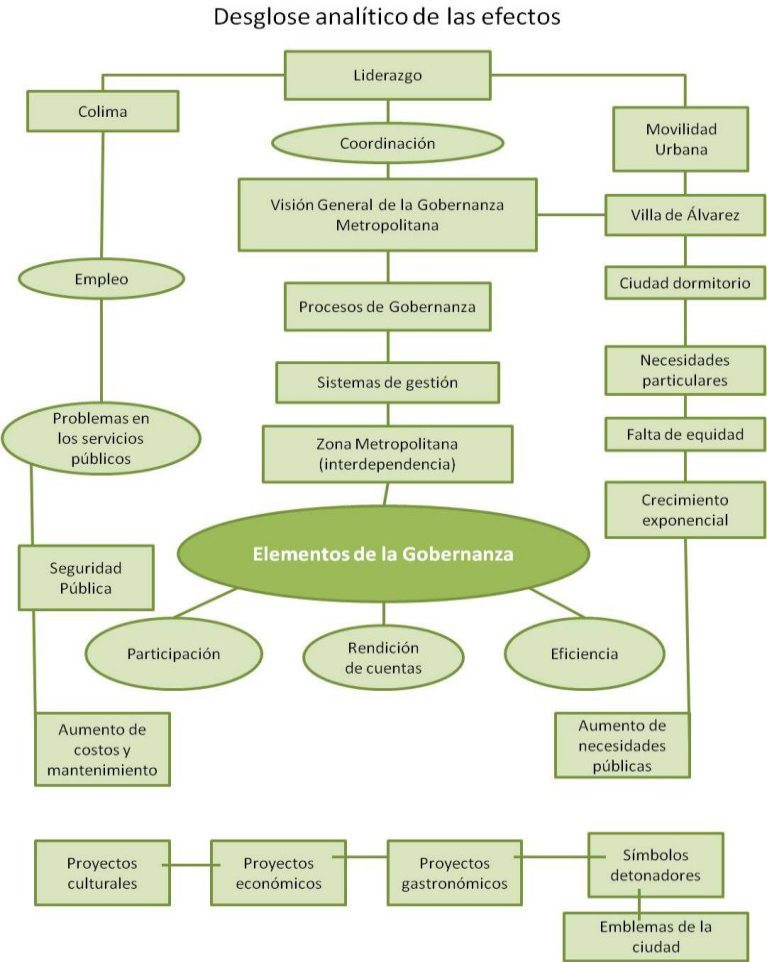 Desglose analítico de las efectos
Liderazgo
Colima
Coordinación
Movilidad
Urbana
Visión General de la Gobernanza
Metropolitana
Villa de Álvarez
Empleo
Ciudad dormitorio
Procesos de Gobernanza
Necesidades
particulares
Sistemas de gestión
Problemas en
los servicios
públicos
Falta de equidad
Zona Metropolitana
(interdependencia)
Crecimiento
exponencial
Elementos de la Gobernanza
Seguridad
Pública
Participación
Rendición
de cuentas
Eficiencia
Aumento de
costos y
mantenimiento
Aumento de
necesidades
públicas
Proyectos
culturales
Proyectos
económicos
Proyectos
gastronómicos
Símbolos
detonadores
Emblemas de la
ciudad